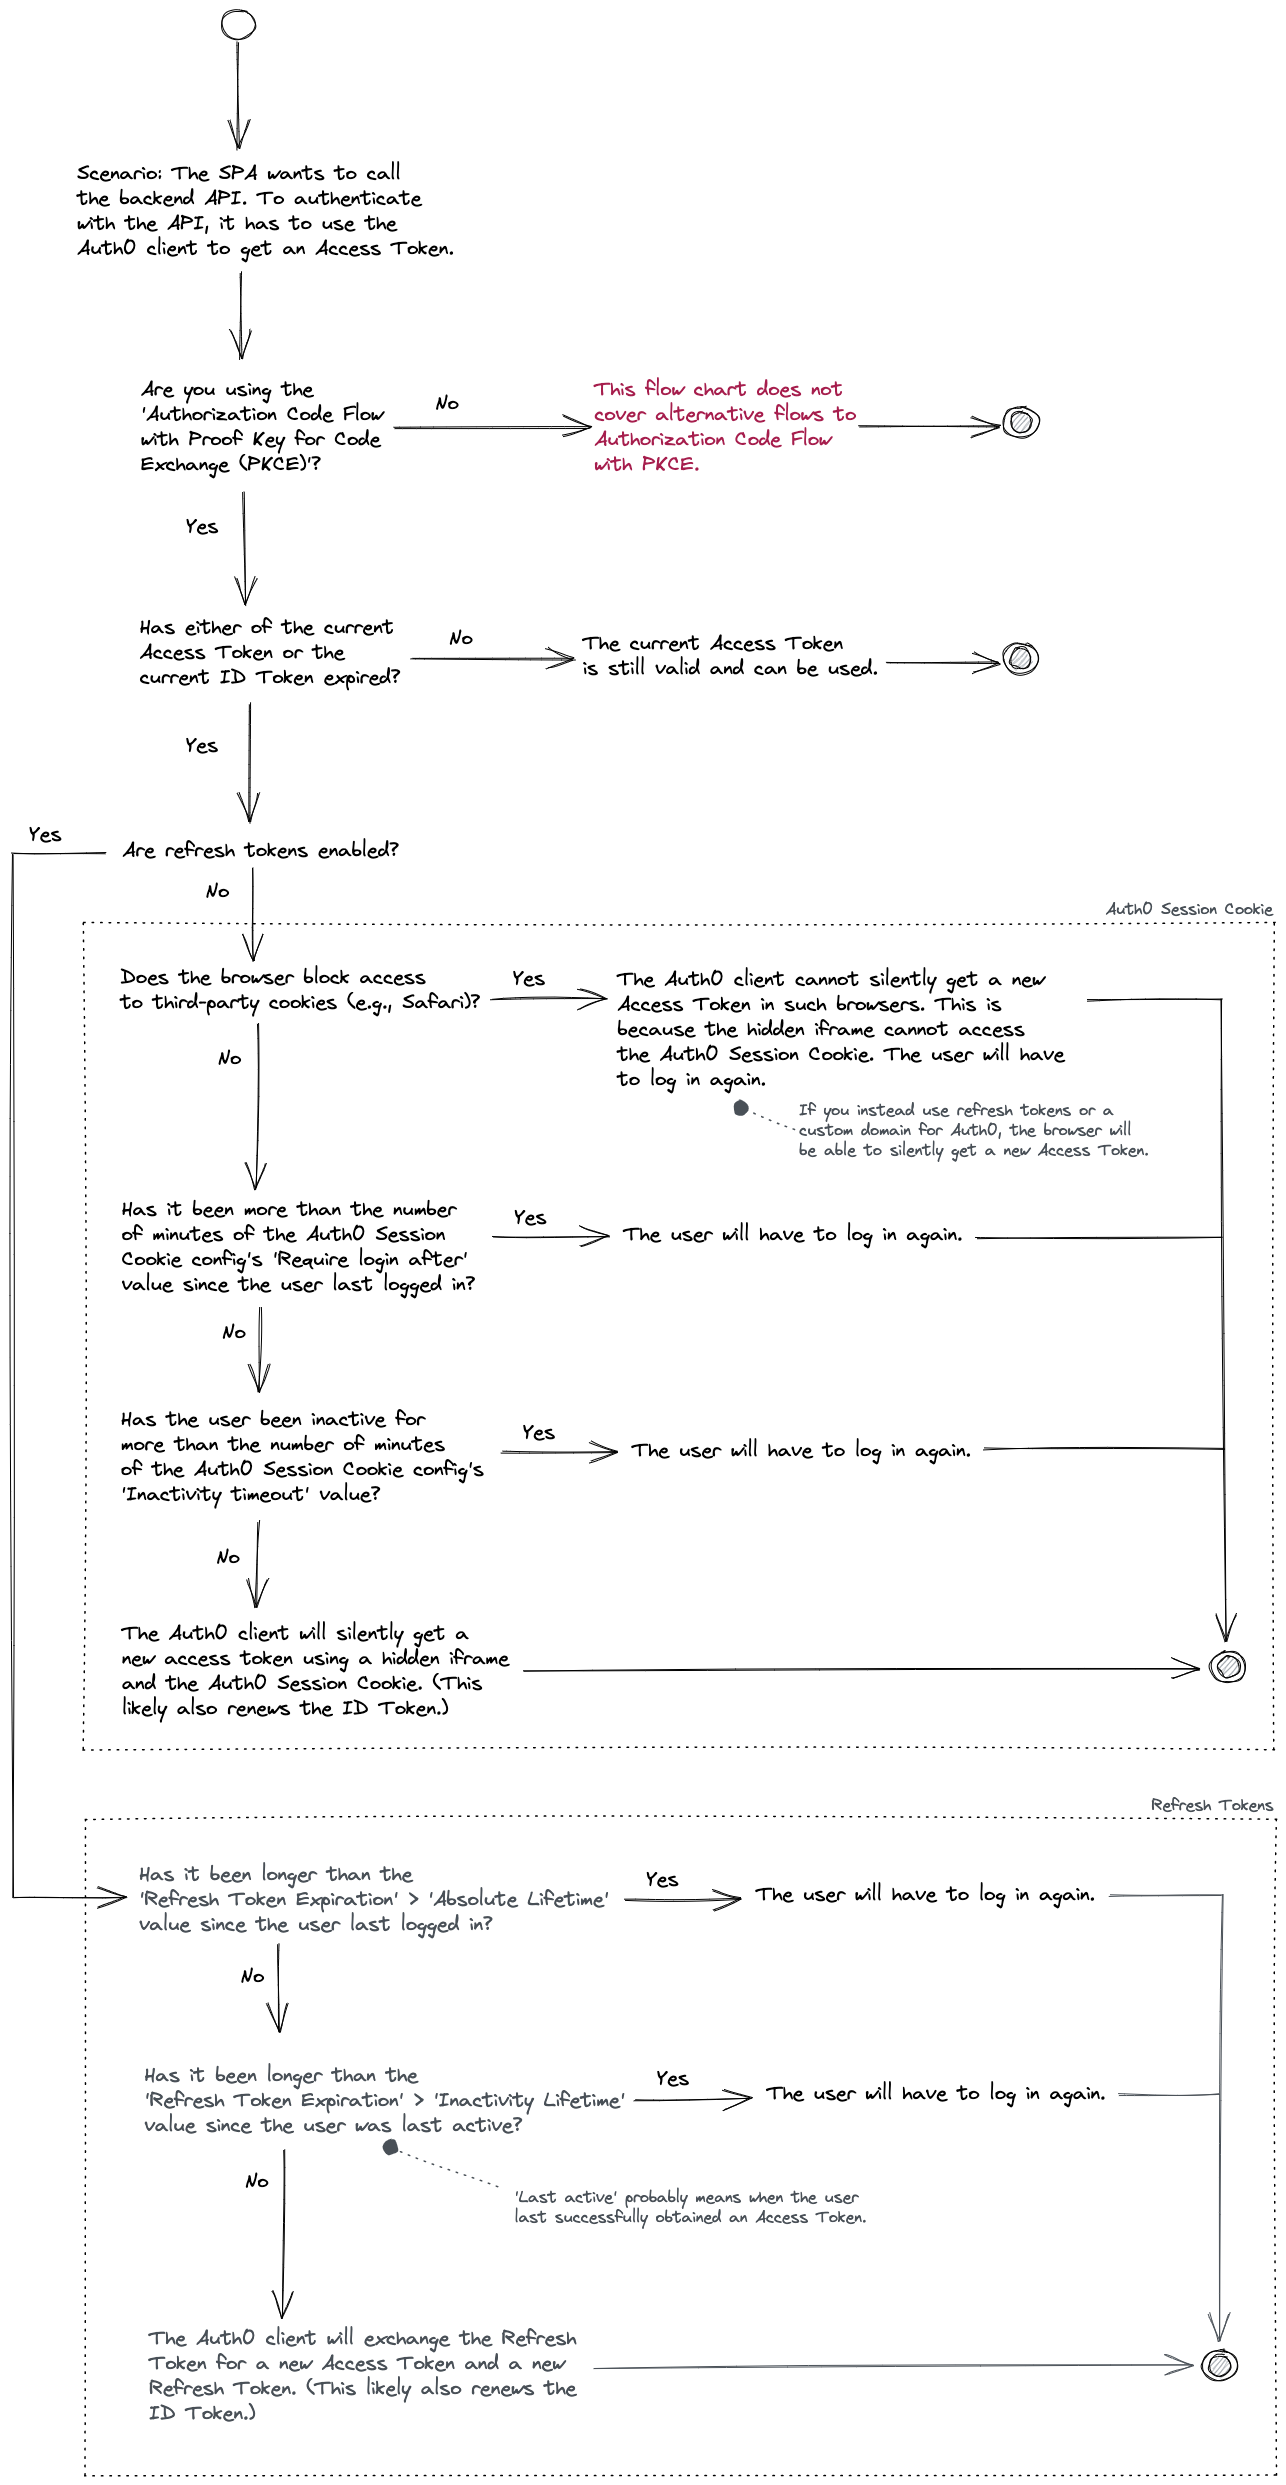 Scenario: The SPA wants to call
the backend API. To authenticate
with the API, it has to use the
Auth0 client to get an Access Token.
Are you using the
'Authorization Code Flow
with Proof Key for Code
Exchange (PKCE)'?
No
This flow chart does not
cover alternative flows to
Authorization Code Flow
with PKCE.
Yes
Has either of the current
Access Token or the
current ID Token expired?
No
The current Access Token
is still valid and can be used.
Yes
Yes
Are refresh tokens enabled?
No
Auth0 Session Cookie
Does the browser block access
to third-party cookies (e.g., Safari)?
Yes
The Auth0 client cannot silently get a new
Access Token in such browsers. This is
because the hidden iframe cannot access
the Auth0 Session Cookie. The user will have
to log in again.
If you instead use refresh tokens or a
custom domain for Auth0, the browser will
be able to silently get a new Access Token.
No
Has it been more than the number
of minutes of the Auth0 Session
Cookie config's 'Require login after'
value since the user last logged in?
Yes
The user will have to log in again.
No
Has the user been inactive for
more than the number of minutes
of the Auth0 Session Cookie config's
'Inactivity timeout' value?
Yes
The user will have to log in again.
No
The Auth0 client will silently get a
new access token using a hidden iframe
and the Auth0 Session Cookie. (This
likely also renews the ID Token.)
Refresh Tokens
Has it been longer than the
'Refresh Token Expiration' > 'Absolute Lifetime'
value since the user last logged in?
Yes
The user will have to log in again.
No
Has it been longer than the
'Refresh Token Expiration' > 'Inactivity Lifetime'
value since the user was last active?
Yes
The user will have to log in again.
'Last active' probably means when the user
last successfully obtained an Access Token.
No
The Auth0 client will exchange the Refresh
Token for a new Access Token and a new
Refresh Token. (This likely also renews the
ID Token.)